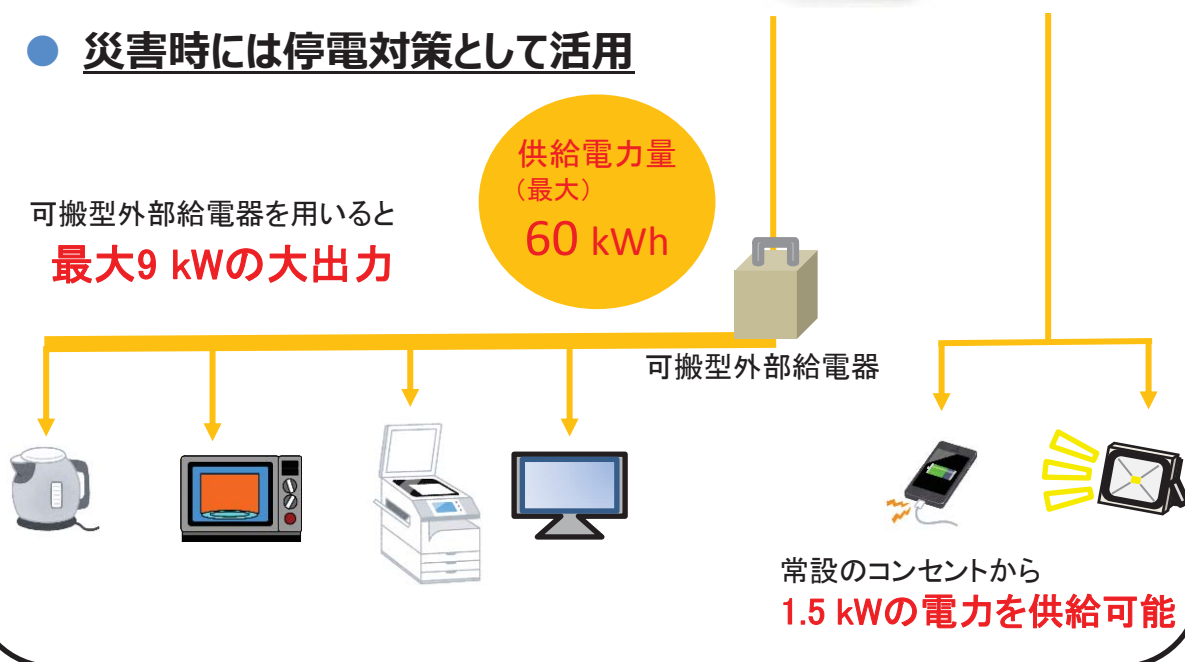 災害時には停電対策として活用
供給電力量
（最大）
60 kWh
可搬型外部給電器を用いると
最大9 kWの大出力
可搬型外部給電器
常設のコンセントから
1.5 kWの電力を供給可能